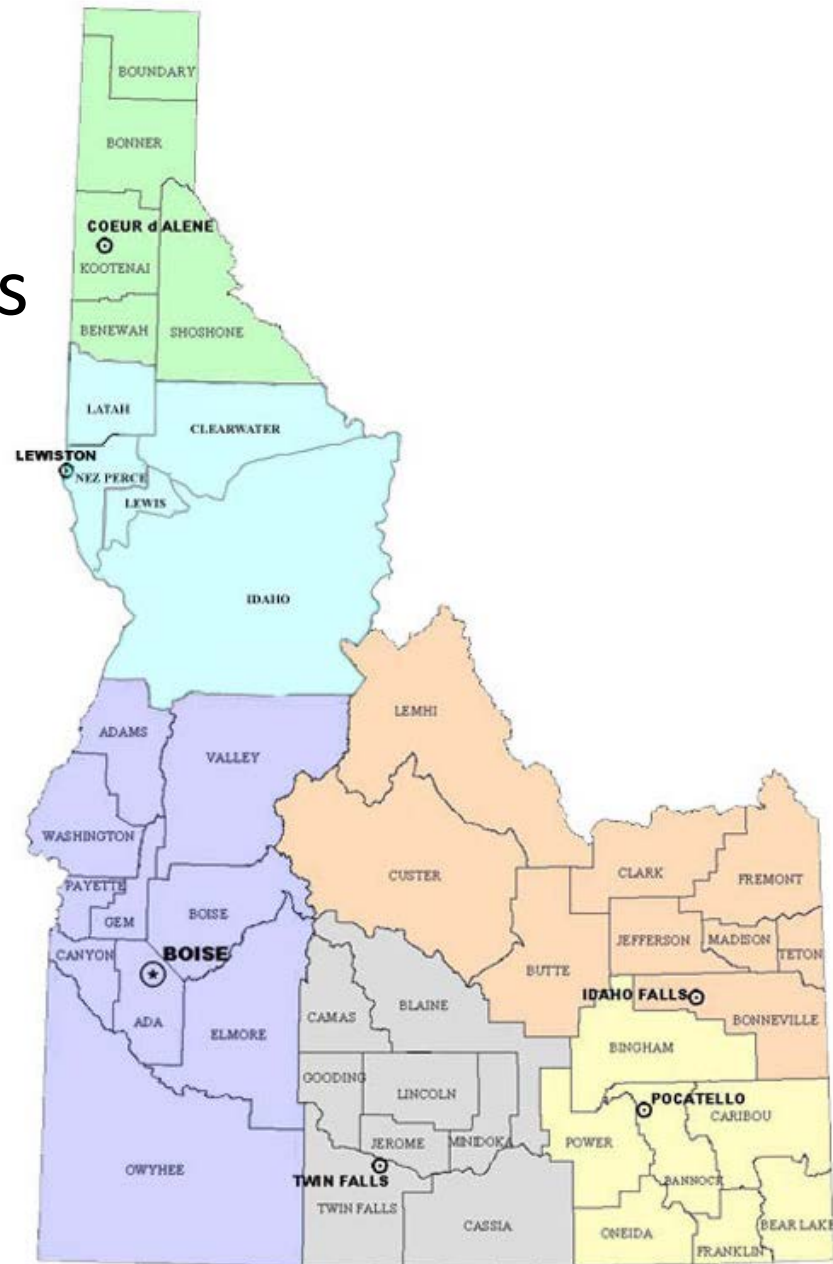 BOUNDARY
BONNER
COEUR d ALENE
KOOTENAI
s
BENEWAH
SHOSHONE
LATAH
CLEARWATER
LEWISTON
NEZ PERCE
LEWIS
IDAHO
LEMHI
ADAMS
VALLEY
WASHINGTON
CUSTER
CLARK
FREMONT
PAYETTE
GEM
BOISE
JEFFERSON
MADISON
TETON
CANYON
BOISE
BUTTE
IDAHO FALLS
BLAINE
CAMAS
ADA
ELMORE
BONNEVILLE
BINGHAM
GOODING
LINCOLN
POCATELLO
CARIBOU
JEROME
MINIDOKA
POWER
OWYHEE
TWIN FALLS
BANNOCK
TWIN FALLS
CASSIA
ONEIDA
BEAR LAKE
FRANKLIN